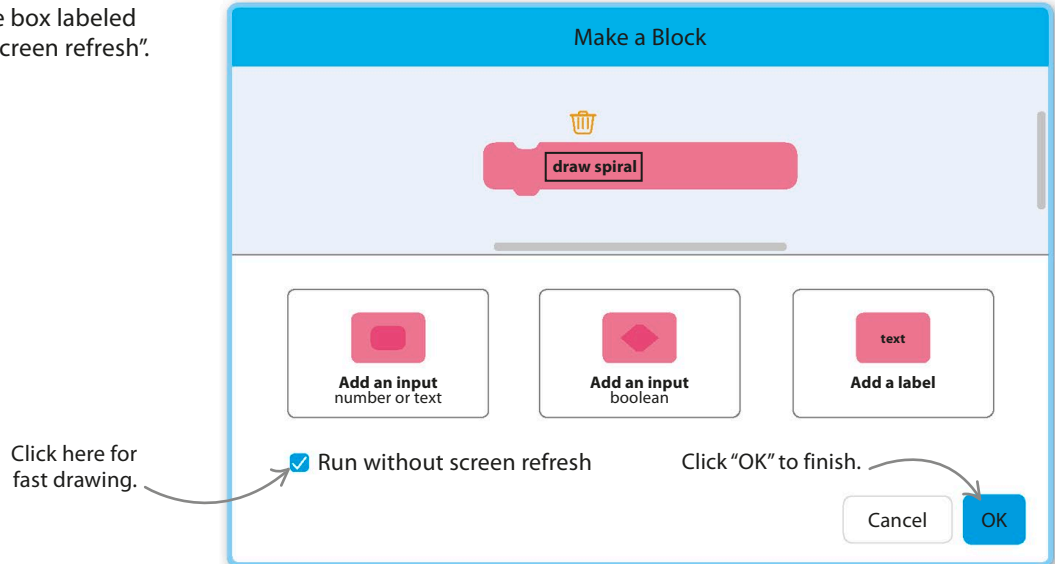 box labeled
screen refresh”.
Make a Block
draw spiral
Add an input
number or text
Add an input
boolean
text
Add a label
Click here for
fast drawing.
Run without screen refresh
Click “OK” to finish.
Cancel
OK